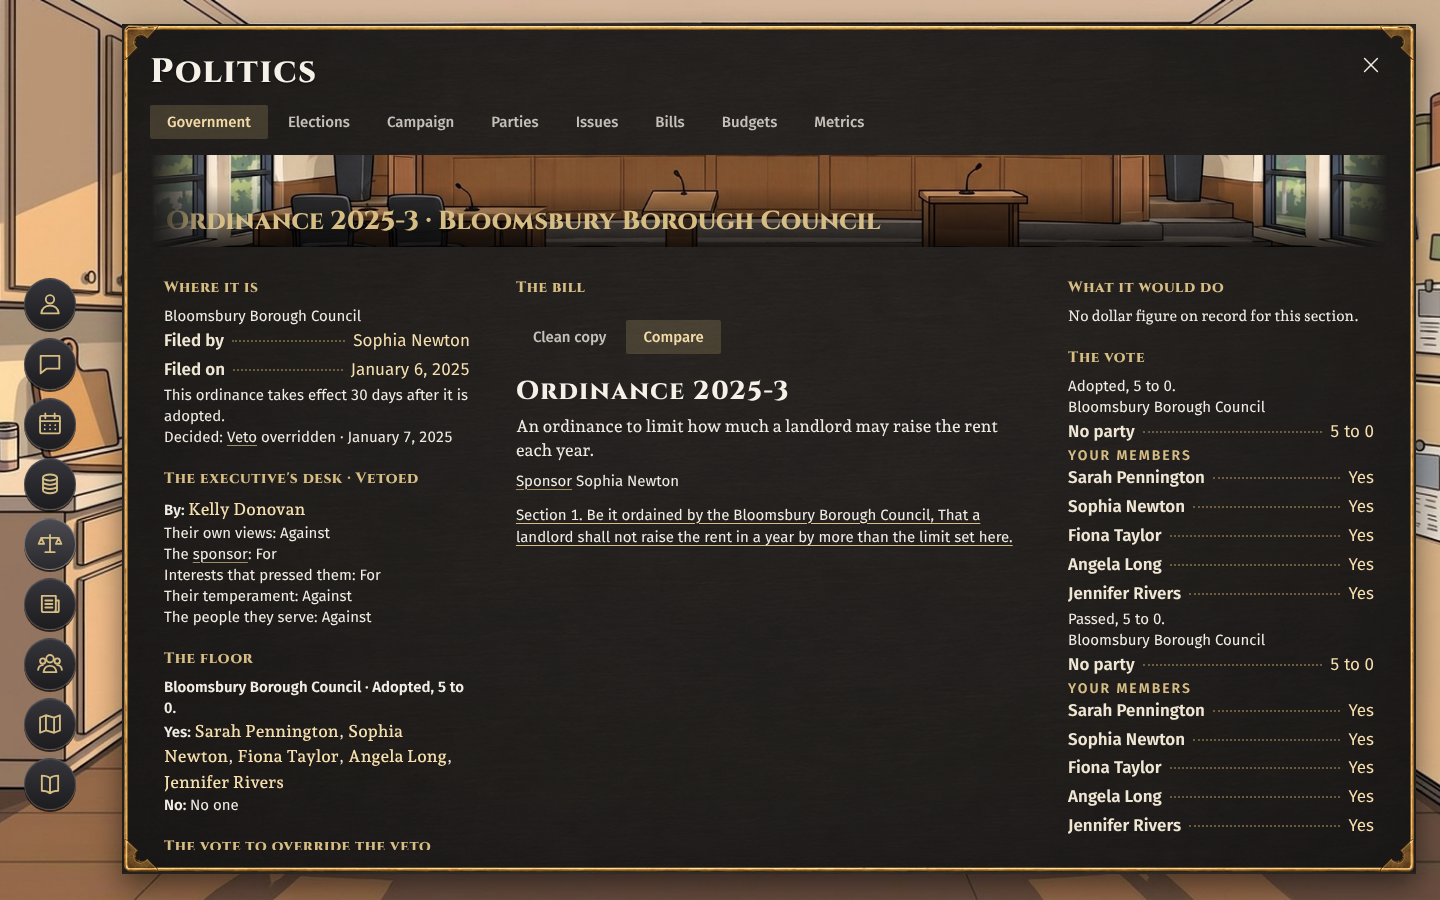 Politics
Government Elections Campaign Parties Issues Bills Budgets Metrics
Ordinance 2025-3 · Bloomsbury Borough Council
Where it is
Bloomsbury Borough Council
Filed by Sophia Newton
Filed on January 6, 2025
This ordinance takes effect 30 days after it is
adopted.
Decided: Veto overridden · January 7, 2025
The executive's desk · Vetoed
By: Kelly Donovan
Their own views: Against
The sponsor: For
Interests that pressed them: For
Their temperament: Against
The people they serve: Against
The floor
Bloomsbury Borough Council · Adopted, 5 to
0.
Yes: Sarah Pennington, Sophia
Newton, Fiona Taylor, Angela Long,
Jennifer Rivers
No: No one
The vote to override the veto
The bill
Clean copy Compare
Ordinance 2025-3
An ordinance to limit how much a landlord may raise the rent
each year.
Sponsor Sophia Newton
Section 1. Be it ordained by the Bloomsbury Borough Council, That a
landlord shall not raise the rent in a year by more than the limit set here.
What it would do
No dollar figure on record for this section.
The vote
Adopted, 5 to 0.
Bloomsbury Borough Council
No party 5 to 0
YOUR MEMBERS
Sarah Pennington Yes
Sophia Newton Yes
Fiona Taylor Yes
Angela Long Yes
Jennifer Rivers Yes
Passed, 5 to 0.
Bloomsbury Borough Council
No party 5 to 0
YOUR MEMBERS
Sarah Pennington Yes
Sophia Newton Yes
Fiona Taylor Yes
Angela Long Yes
Jennifer Rivers Yes